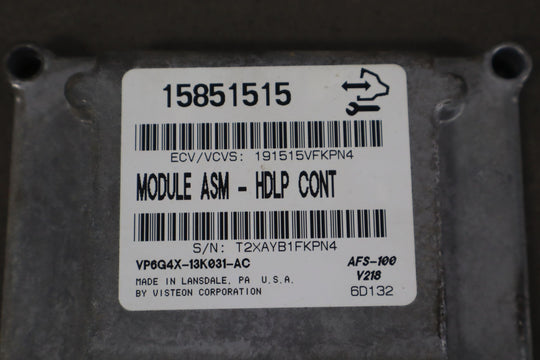 15851515
ECV/VCVS: 191515VFKPN4
MODULE ASM - HDLP CONT
S/N: T2XAYB1FKPN4
VP6G4X-13K031-AC
AFS-100
MADE IN LANSDALE, PA U.S.A.
V218
BY VISTEON CORPORATION
6D132